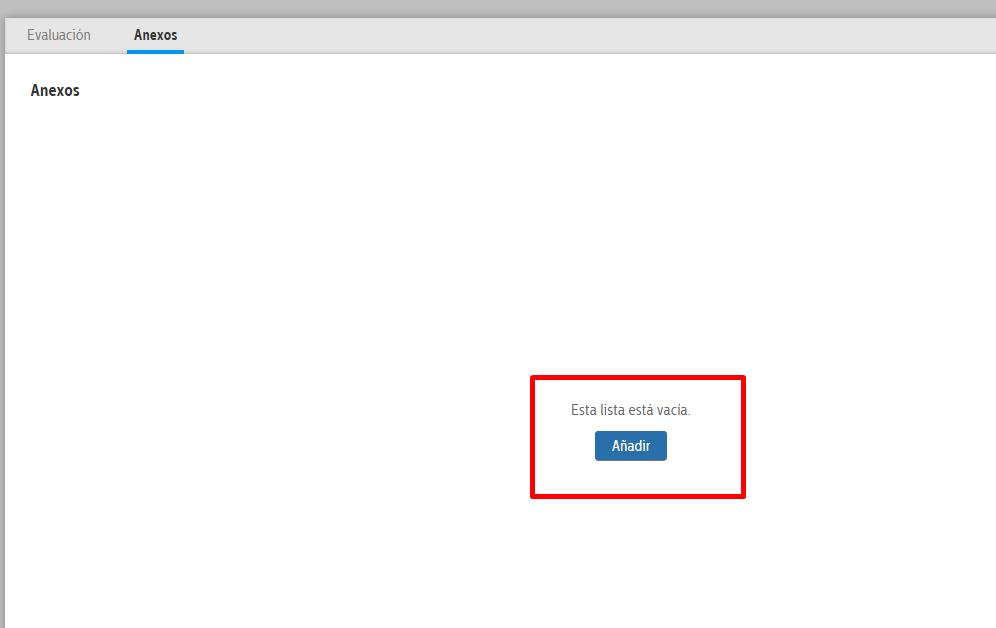 Evaluación Anexos
Anexos
Esta lista está vacía.
Añadir